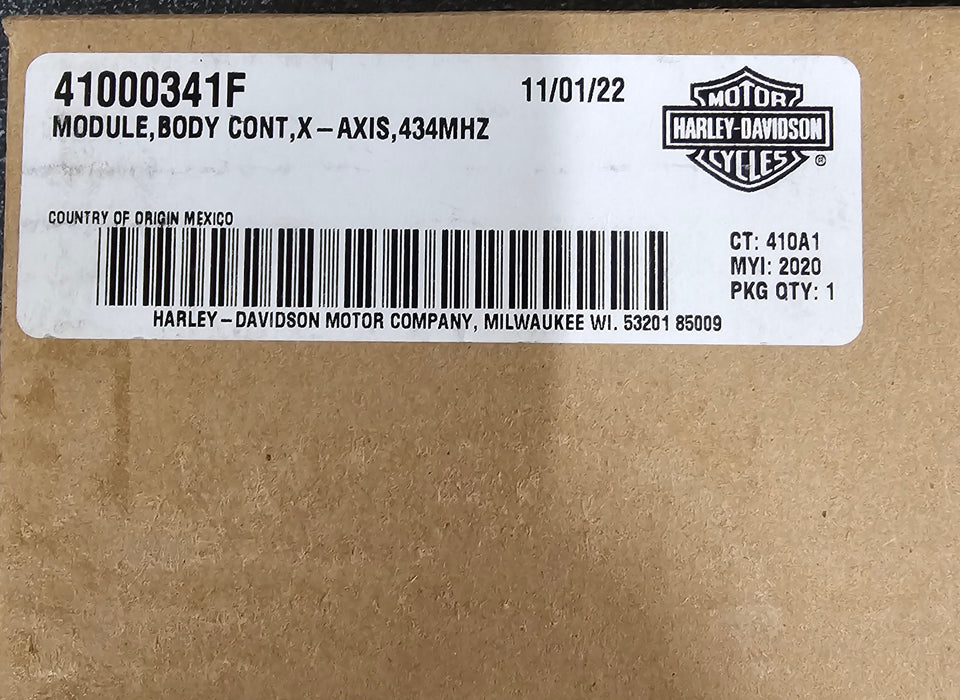 41000341F
11/01/22
MODULE,BODY CONT,X-AXIS,434MHZ
MOTOR
HARLEY-DAVIDSON
CYCLES
®
COUNTRY OF ORIGIN MEXICO
CT: 410A1
MYI: 2020
PKG QTY: 1
HARLEY-DAVIDSON MOTOR COMPANY, MILWAUKEE WI. 53201 85009